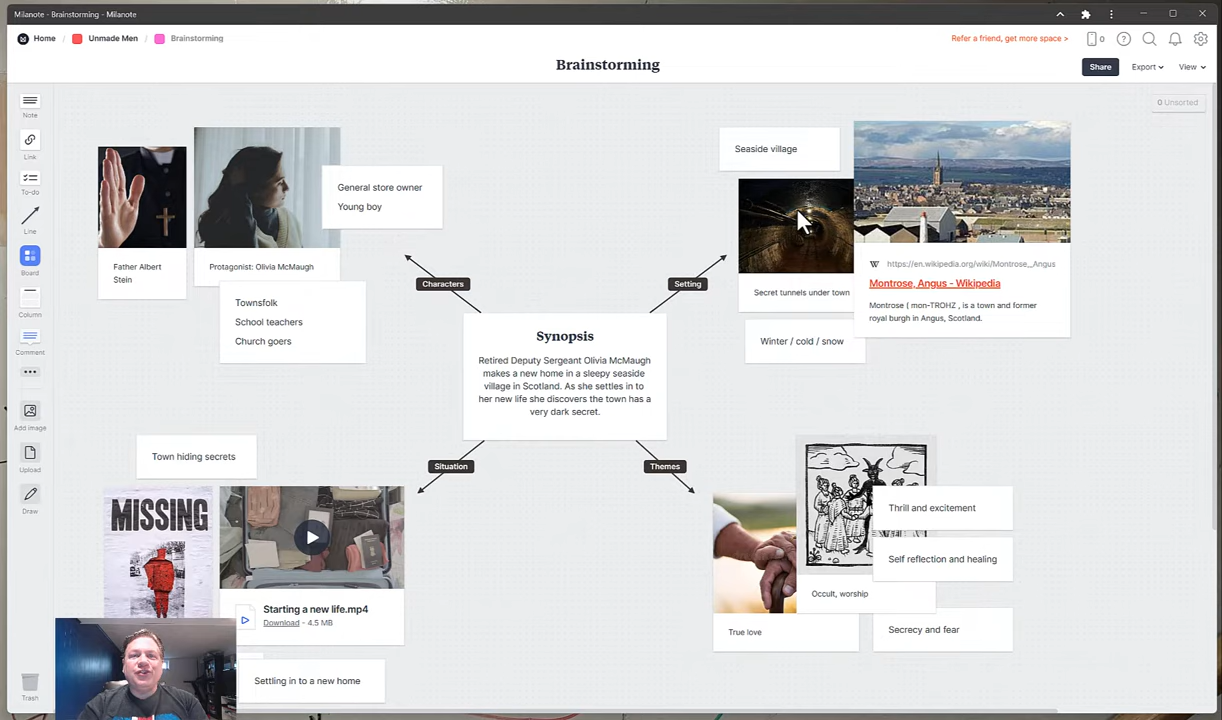 Milanote - Brainstorming - Milanote
Home / Unmade Men / Brainstorming
Refer a friend, get more space >
0
Brainstorming
Share
Export
View
0 Unsorted
Note
Link
To-do
Line
Board
Column
Comment
Add image
Upload
Draw
Trash
Father Albert
Stein
Protagonist: Olivia McMaugh
General store owner
Young boy
Townsfolk
School teachers
Church goers
Characters
Setting
Seaside village
Secret tunnels under town
Winter / cold / snow
W
https://en.wikipedia.org/wiki/Montrose,_Angus
Montrose, Angus - Wikipedia
Montrose ( mon-TROHZ , is a town and former
royal burgh in Angus, Scotland.
Synopsis
Retired Deputy Sergeant Olivia McMaugh
makes a new home in a sleepy seaside
village in Scotland. As she settles in to
her new life she discovers the town has a
very dark secret.
Situation
Themes
Town hiding secrets
MISSING
Starting a new life.mp4
Download - 4.5 MB
Settling in to a new home
True love
Occult, worship
Thrill and excitement
Self reflection and healing
Secrecy and fear